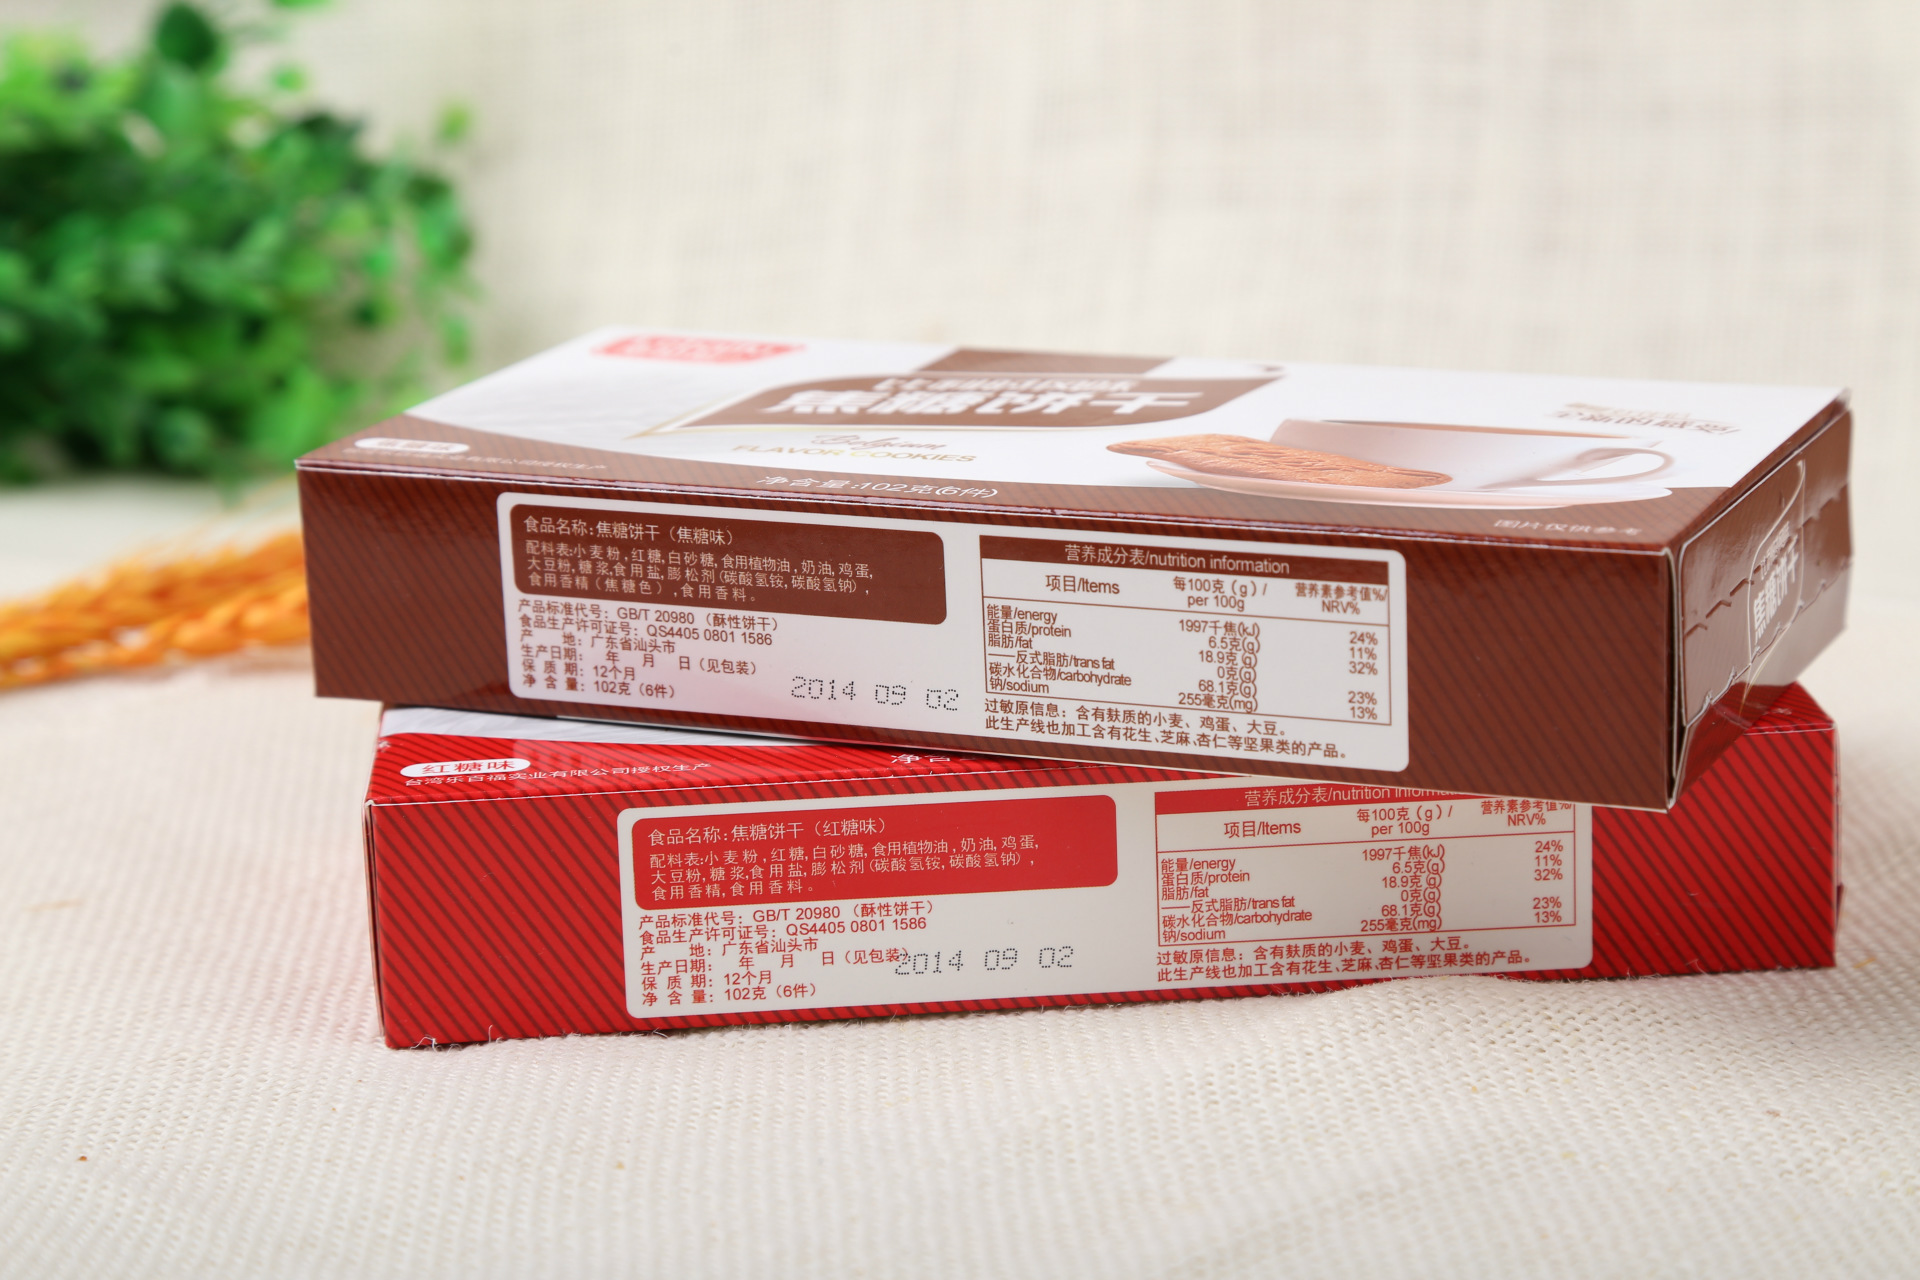 焦糖饼干
Belgium
FLAVOR COOKIES
净含量:102克(6件)
图片仅供参考
焦糖饼干
食品名称:焦糖饼干（焦糖味）
配料表:小麦粉,红糖,白砂糖,食用植物油,奶油,鸡蛋,
大豆粉,糖浆,食用盐,膨松剂(碳酸氢铵,碳酸氢钠),
食用香精（焦糖色）,食用香料。
产品标准代号: GB/T 20980 （酥性饼干）
食品生产许可证号: QS4405 0801 1586
产 地: 广东省汕头市
生产日期: 年 月 日（见包装）
保 质 期: 12个月
净 含 量: 102克（6件）
2014 09 02
营养成分表/nutrition information
项目/Items 每100克（g）/ per 100g 营养素参考值%/ NRV%
能量/energy 1997千焦(kJ) 24%
蛋白质/protein 6.5克(g) 11%
脂肪/fat 18.9克(g) 32%
——反式脂肪/trans fat 0克(g)
碳水化合物/carbohydrate 68.1克(g) 23%
钠/sodium 255毫克(mg) 13%
过敏原信息：含有麸质的小麦、鸡蛋、大豆。
此生产线也加工含有花生、芝麻、杏仁等坚果类的产品。
红糖味
台湾乐百福实业有限公司授权生产
净含
食品名称:焦糖饼干（红糖味）
配料表:小麦粉,红糖,白砂糖,食用植物油,奶油,鸡蛋,
大豆粉,糖浆,食用盐,膨松剂(碳酸氢铵,碳酸氢钠),
食用香精,食用香料。
产品标准代号: GB/T 20980 （酥性饼干）
食品生产许可证号: QS4405 0801 1586
产 地: 广东省汕头市
生产日期: 年 月 日（见包装）
保 质 期: 12个月
净 含 量: 102克（6件）
2014 09 02
营养成分表/nutrition inform
项目/Items 每100克（g）/ per 100g 营养素参考值%/ NRV%
能量/energy 1997千焦(kJ) 24%
蛋白质/protein 6.5克(g) 11%
脂肪/fat 18.9克(g) 32%
——反式脂肪/trans fat 0克(g)
碳水化合物/carbohydrate 68.1克(g) 23%
钠/sodium 255毫克(mg) 13%
过敏原信息：含有麸质的小麦、鸡蛋、大豆。
此生产线也加工含有花生、芝麻、杏仁等坚果类的产品。